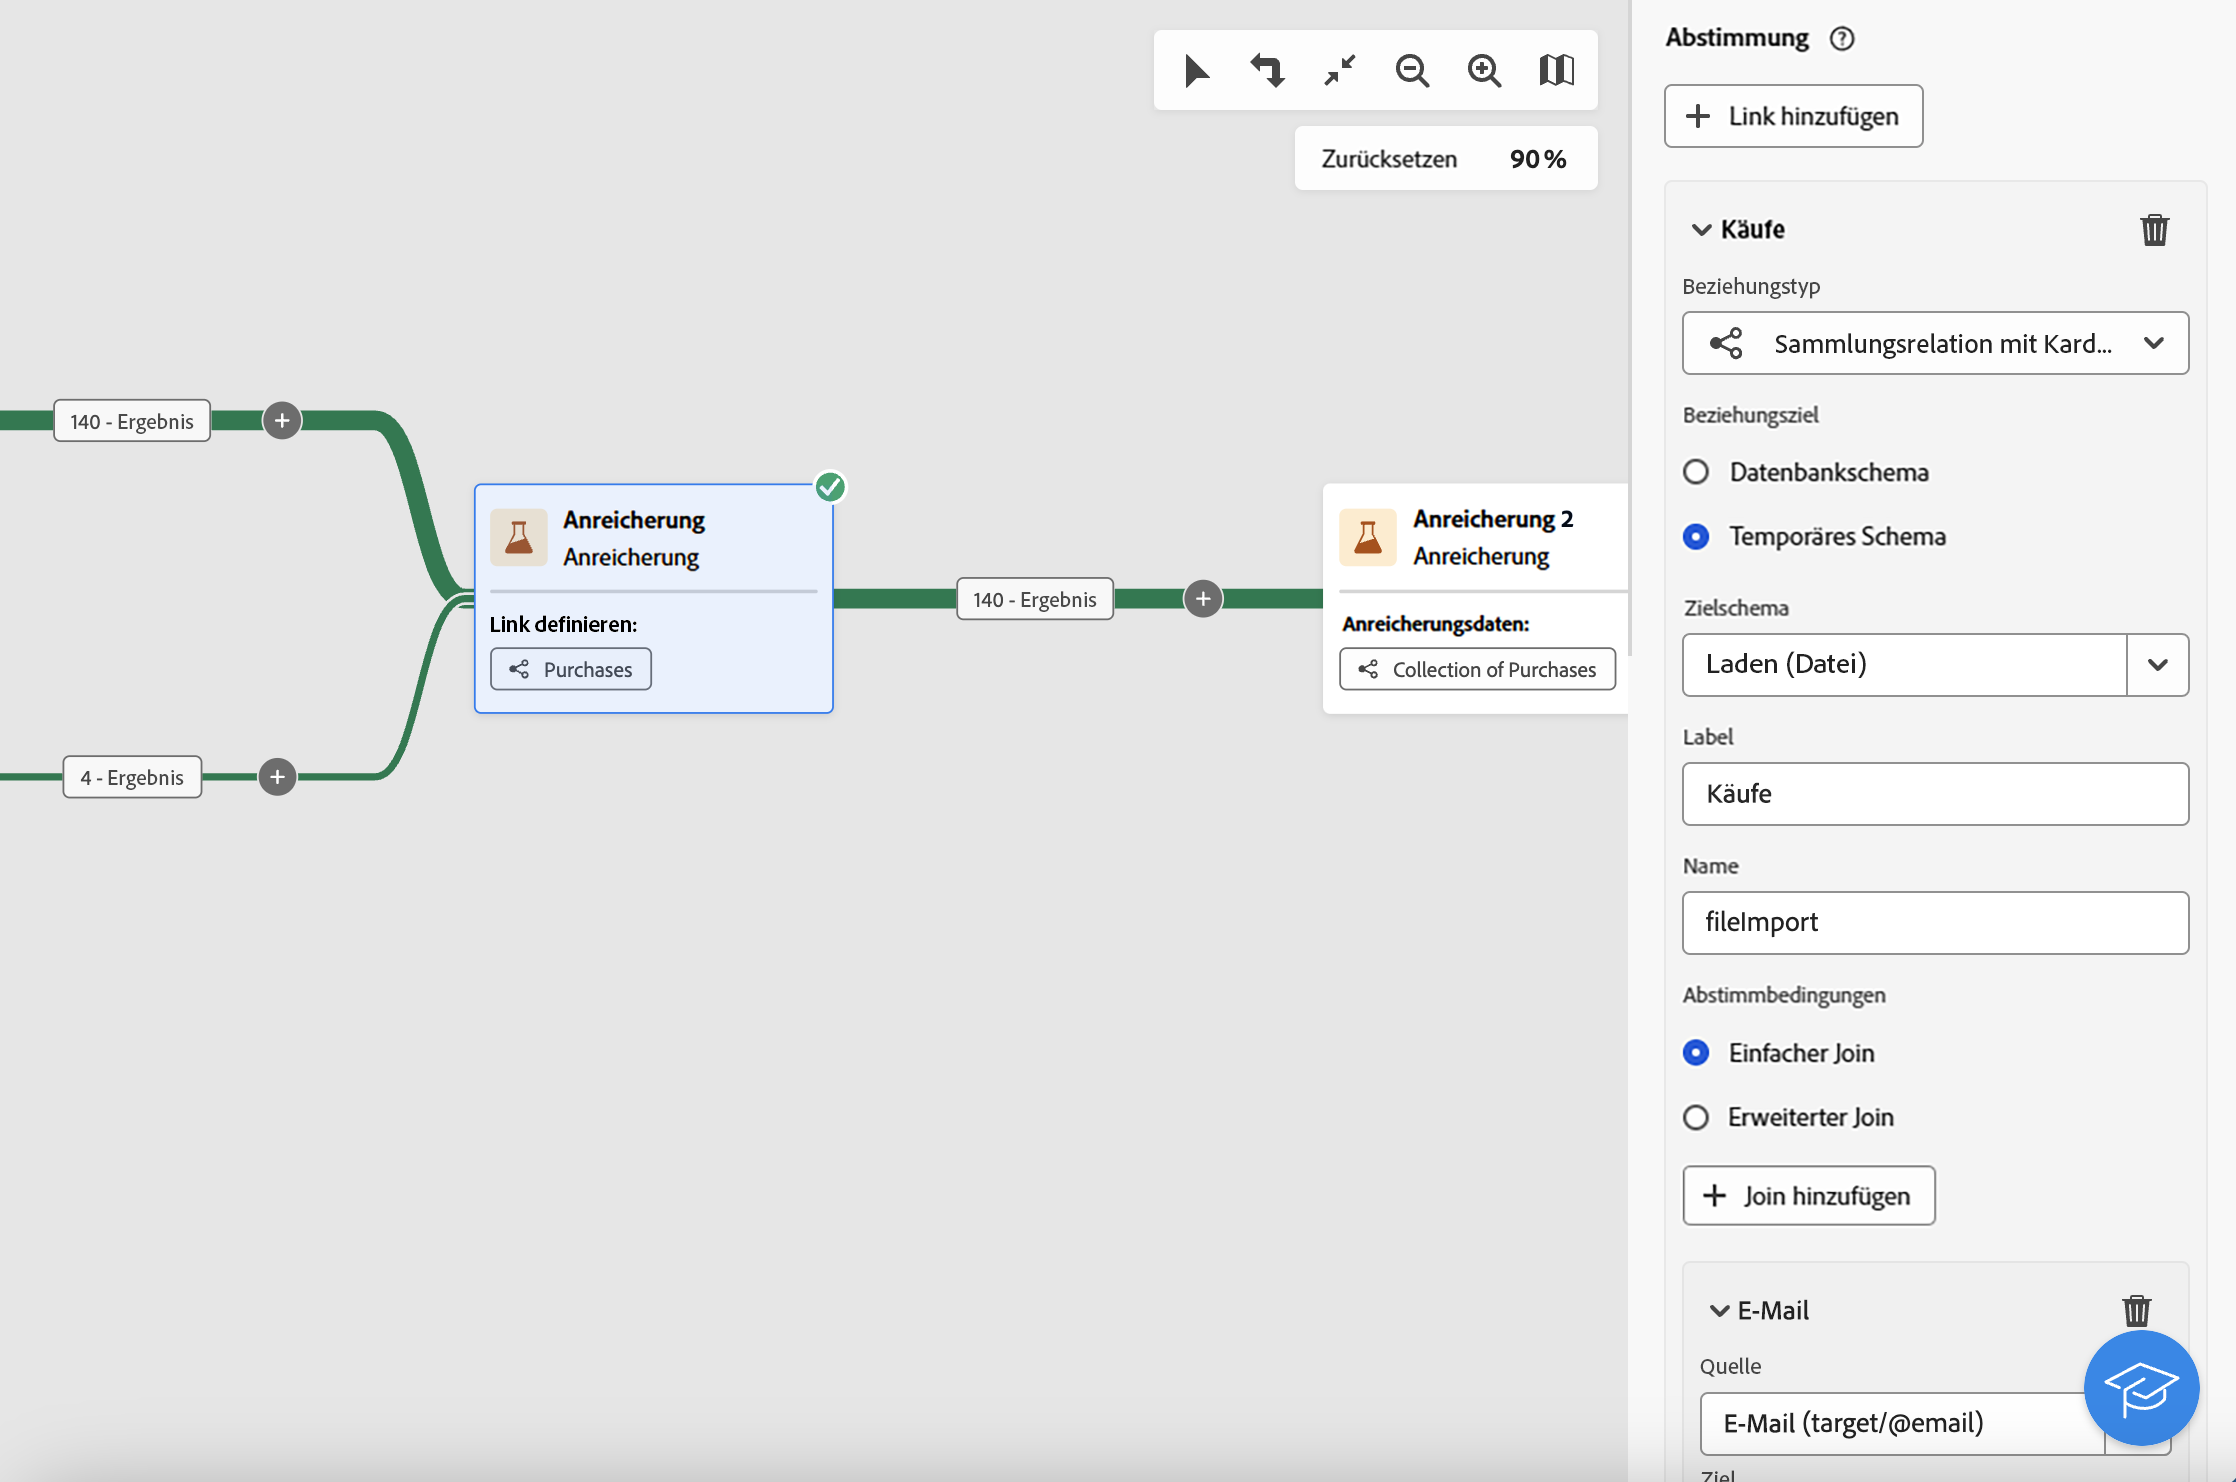 Zurücksetzen 90 %
140 - Ergebnis
4 - Ergebnis
Anreicherung
Anreicherung
Link definieren:
Purchases
140 - Ergebnis
Anreicherung 2
Anreicherung
Anreicherungsdaten:
Collection of Purchases
Abstimmung
Link hinzufügen
Käufe
Beziehungstyp
Sammlungsrelation mit Kard...
Beziehungsziel
Datenbankschema
Temporäres Schema
Zielschema
Laden (Datei)
Label
Käufe
Name
fileImport
Abstimmbedingungen
Einfacher Join
Erweiterter Join
Join hinzufügen
E-Mail
Quelle
E-Mail (target/@email)
Ziel